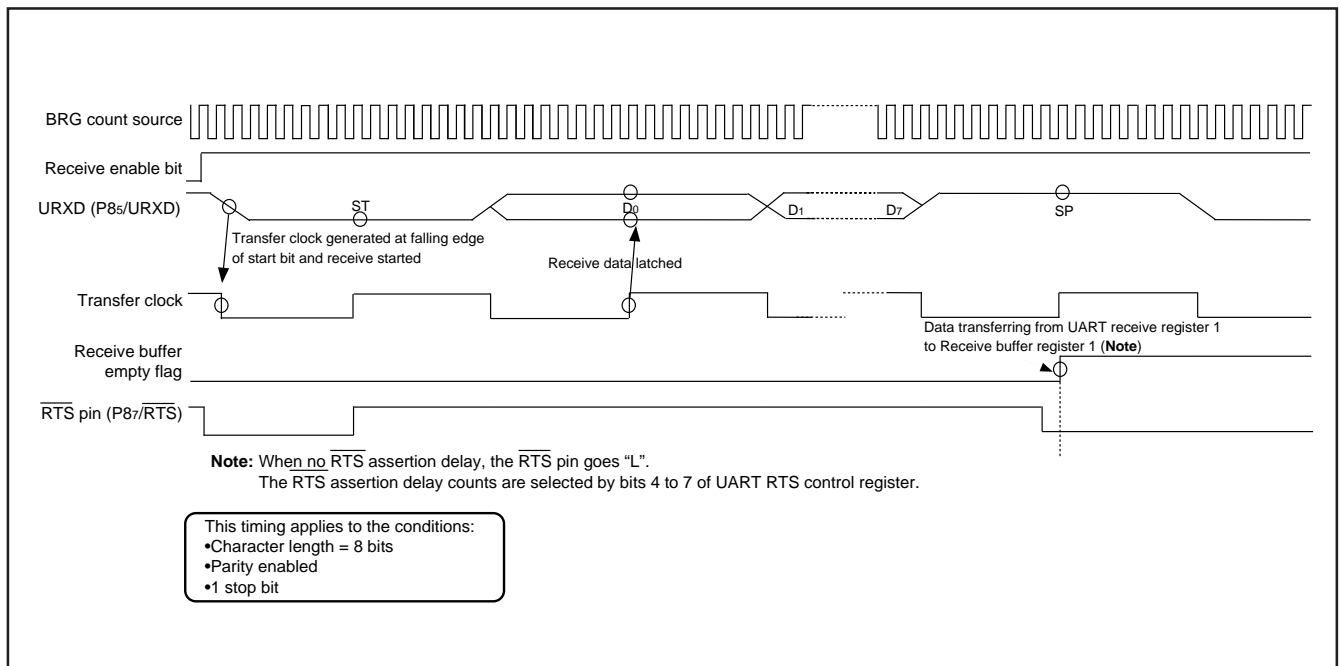 BRG count source
Receive enable bit
URXD (P85/URXD)
ST
D0
D1
D7
SP
Transfer clock generated at falling edge
of start bit and receive started
Receive data latched
Transfer clock
Data transferring from UART receive register 1
to Receive buffer register 1 (Note)
Receive buffer
empty flag
RTS pin (P87/RTS)
Note: When no RTS assertion delay, the RTS pin goes “L”.
The RTS assertion delay counts are selected by bits 4 to 7 of UART RTS control register.
This timing applies to the conditions:
•Character length = 8 bits
•Parity enabled
•1 stop bit